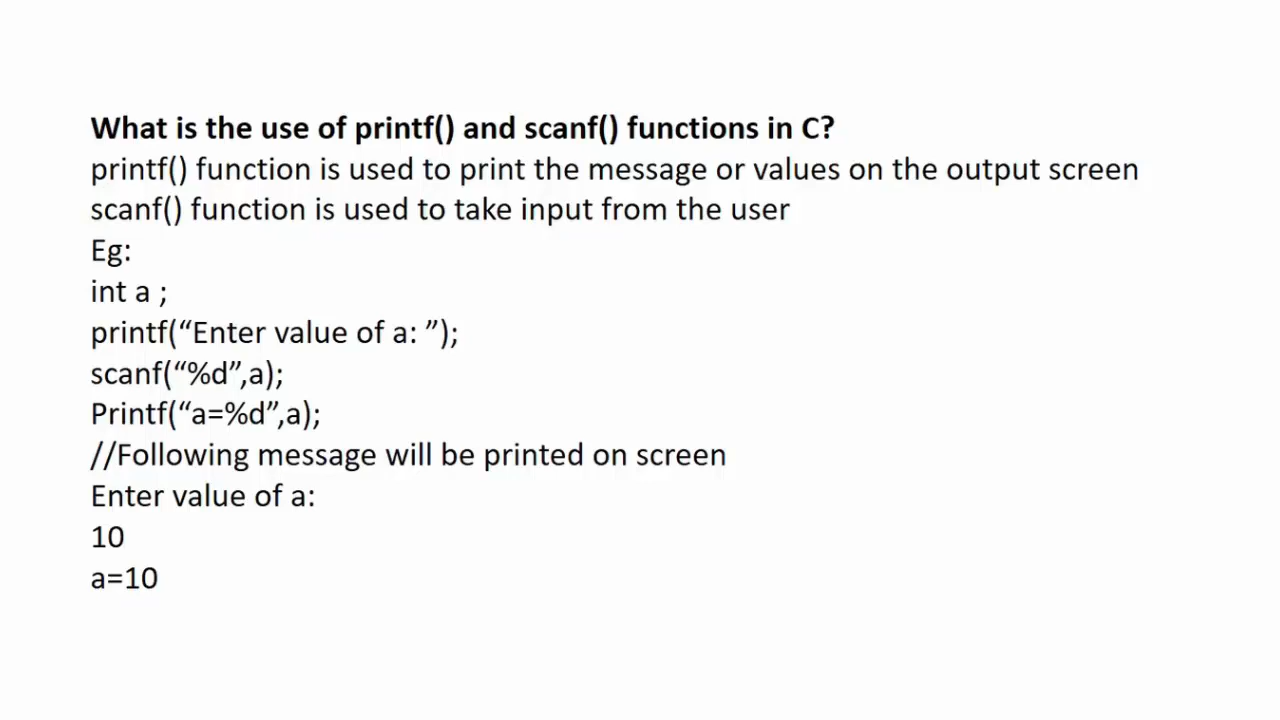 What is the use of printf() and scanf() functions in C?
printf() function is used to print the message or values on the output screen
scanf() function is used to take input from the user
Eg:
int a ;
printf(“Enter value of a: ”);
scanf(“%d”,a);
Printf(“a=%d”,a);
//Following message will be printed on screen
Enter value of a:
10
a=10